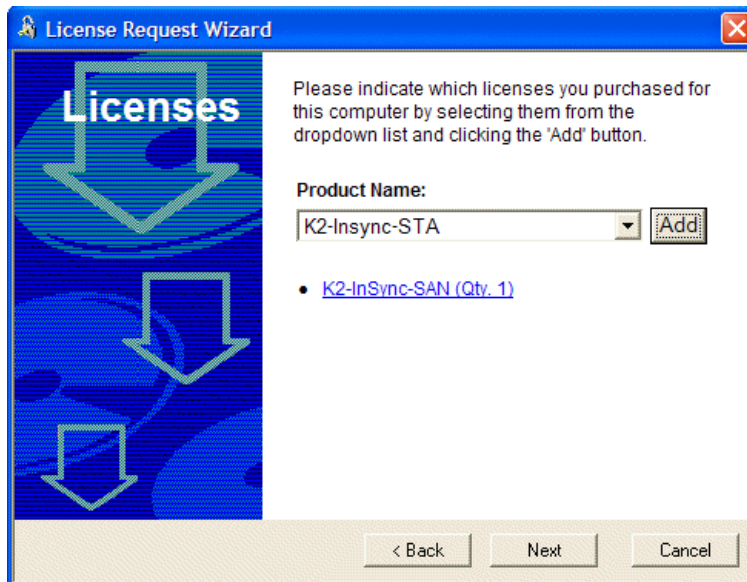 License Request Wizard
Licenses
Please indicate which licenses you purchased for
this computer by selecting them from the
dropdown list and clicking the 'Add' button.
Product Name:
K2-Insync-STA
Add
K2-InSync-SAN (Qty. 1)
< Back
Next
Cancel